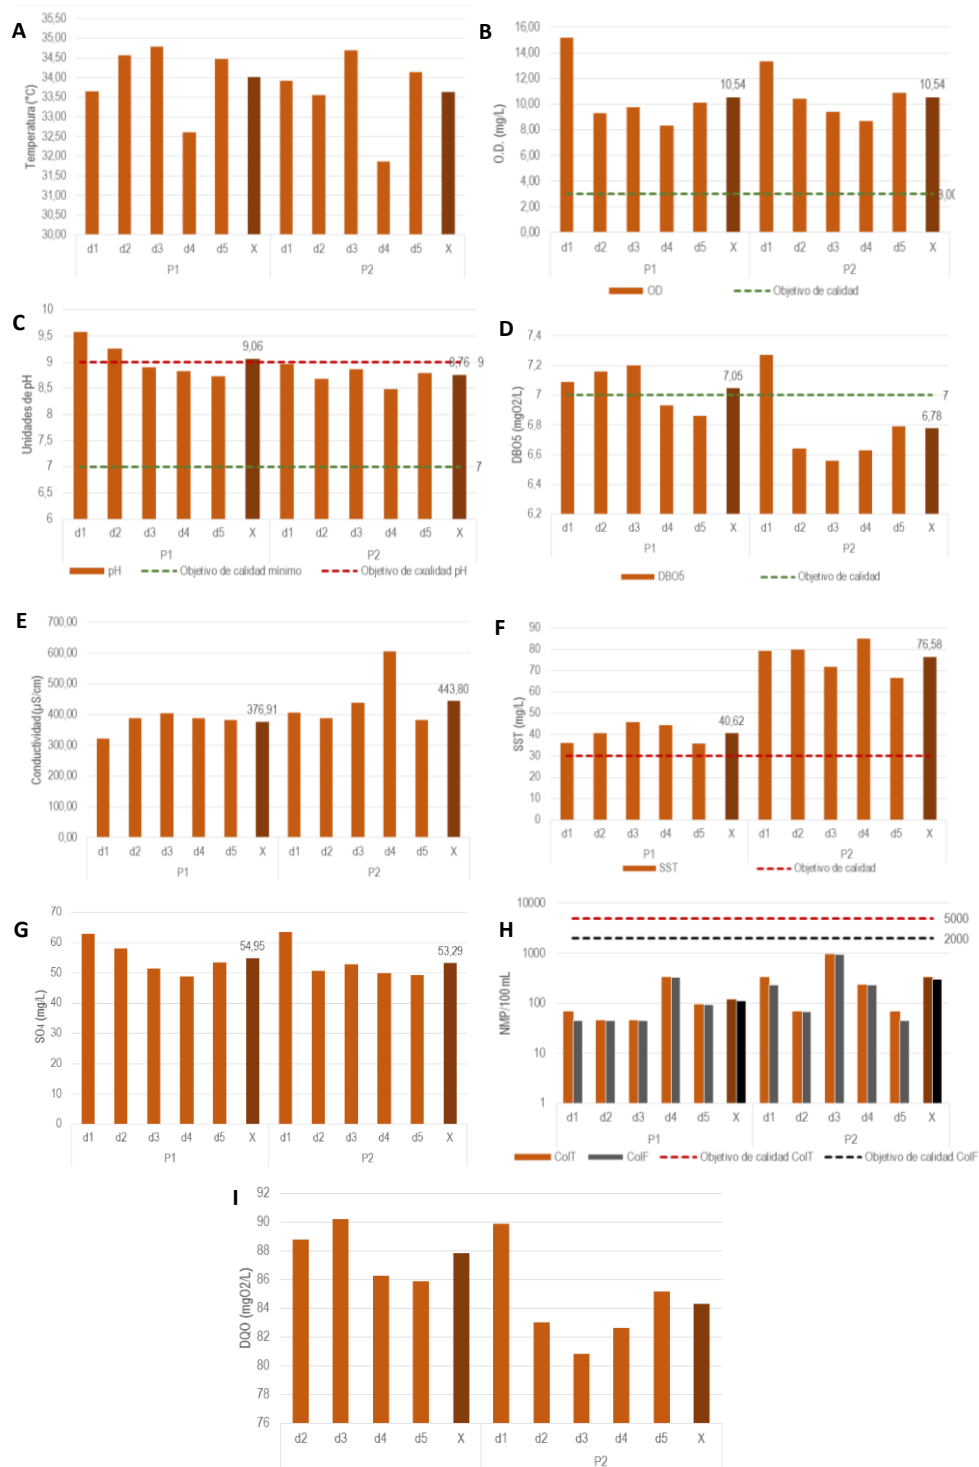 A
Temperatura (°C)
35,50
35,00
34,50
34,00
33,50
33,00
32,50
32,00
31,50
31,00
30,50
30,00
d1 d2 d3 d4 d5 X d1 d2 d3 d4 d5 X
P1 P2
B
O.D. (mg/L)
16,00
14,00
12,00
10,00
8,00
6,00
4,00
2,00
0,00
10,54
10,54
3,00
d1 d2 d3 d4 d5 X d1 d2 d3 d4 d5 X
P1 P2
OD Objetivo de calidad
C
Unidades de pH
10
9,5
9
8,5
8
7,5
7
6,5
6
9,06
8,76
9
7
d1 d2 d3 d4 d5 X d1 d2 d3 d4 d5 X
P1 P2
pH Objetivo de calidad mínimo Objetivo de cxalidad pH
D
DBO5 (mgO2/L)
7,4
7,2
7
6,8
6,6
6,4
6,2
7,05
7
6,78
d1 d2 d3 d4 d5 X d1 d2 d3 d4 d5 X
P1 P2
DBO5 Objetivo de calidad
E
Conductividad (µS/cm)
700,00
600,00
500,00
400,00
300,00
200,00
100,00
0,00
376,91
443,80
d1 d2 d3 d4 d5 X d1 d2 d3 d4 d5 X
P1 P2
F
SST (mg/L)
90
80
70
60
50
40
30
20
10
0
40,62
76,58
d1 d2 d3 d4 d5 X d1 d2 d3 d4 d5 X
P1 P2
SST Objetivo de calidad
G
SO4 (mg/L)
70
60
50
40
30
20
10
0
54,95
53,29
d1 d2 d3 d4 d5 X d1 d2 d3 d4 d5 X
P1 P2
H
NMP/100 mL
10000
1000
100
10
1
5000
2000
d1 d2 d3 d4 d5 X d1 d2 d3 d4 d5 X
P1 P2
ColT ColF Objetivo de calidad ColT Objetivo de calidad ColF
I
DQO (mgO2/L)
92
90
88
86
84
82
80
78
76
d2 d3 d4 d5 X d1 d2 d3 d4 d5 X
P2